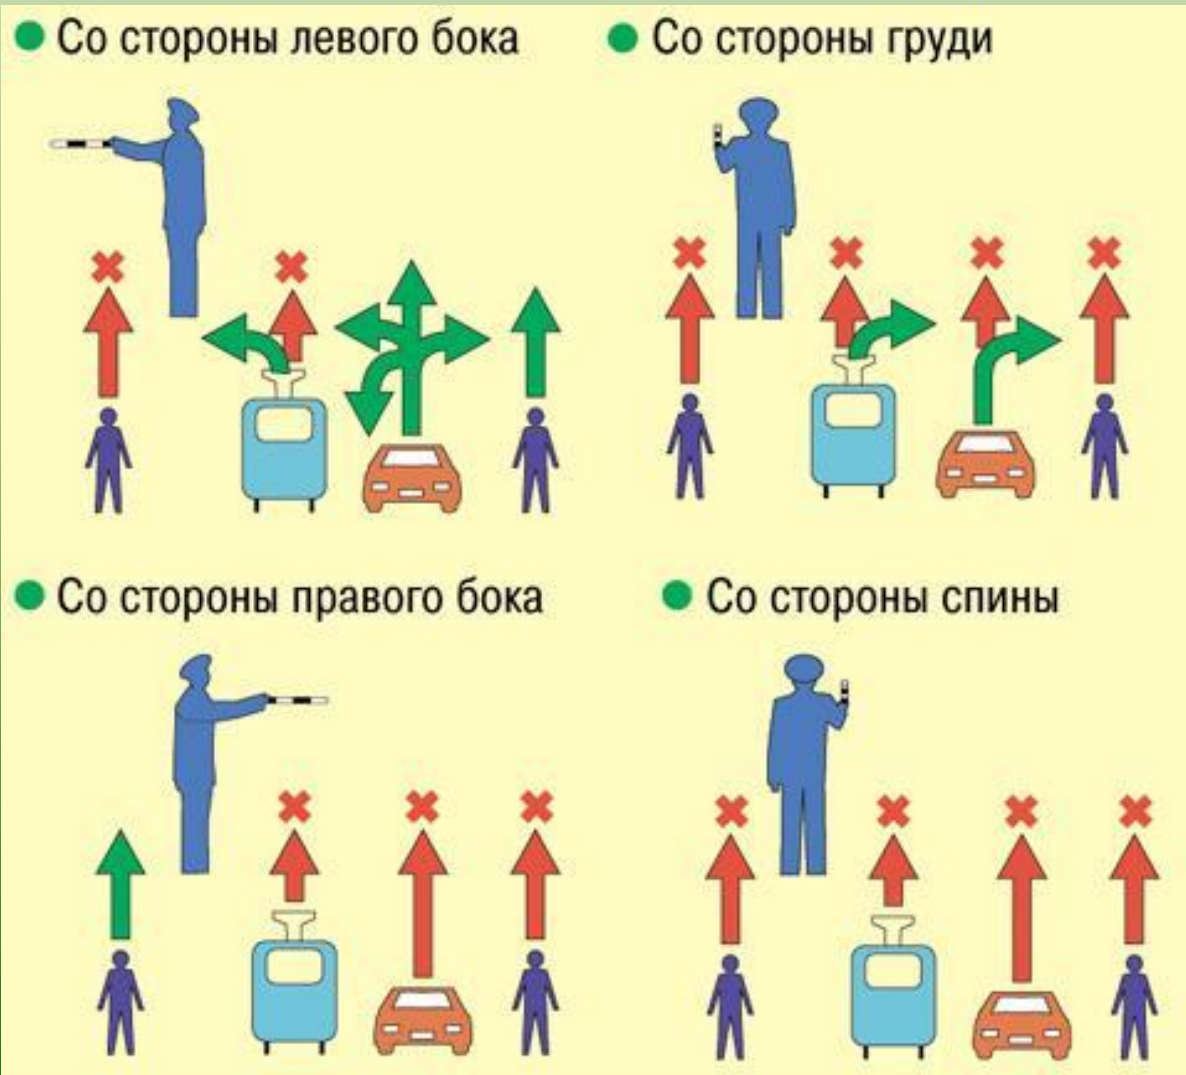 Со стороны левого бока
Со стороны груди
Со стороны правого бока
Со стороны спины